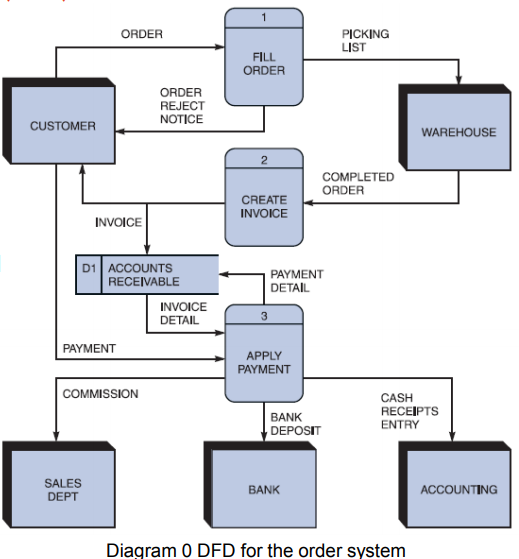 1
ORDER
PICKING
LIST
FILL
ORDER
ORDER
REJECT
NOTICE
CUSTOMER
WAREHOUSE
2
COMPLETED
ORDER
CREATE
INVOICE
INVOICE
D1 ACCOUNTS
RECEIVABLE
PAYMENT
DETAIL
INVOICE
DETAIL
3
PAYMENT
APPLY
PAYMENT
COMMISSION
CASH
RECEIPTS
ENTRY
BANK
DEPOSIT
SALES
DEPT
BANK
ACCOUNTING
Diagram 0 DFD for the order system